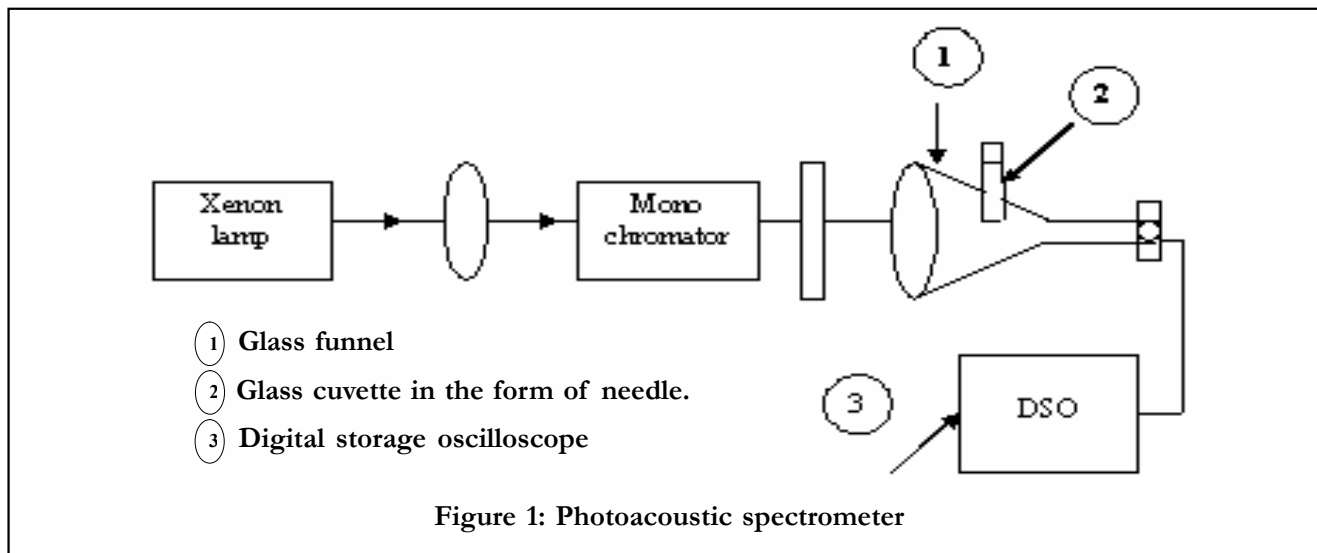 1
2
Xenon
lamp
Mono
chromator
1 Glass funnel
2 Glass cuvette in the form of needle.
3 Digital storage oscilloscope
3
DSO
Figure 1: Photoacoustic spectrometer